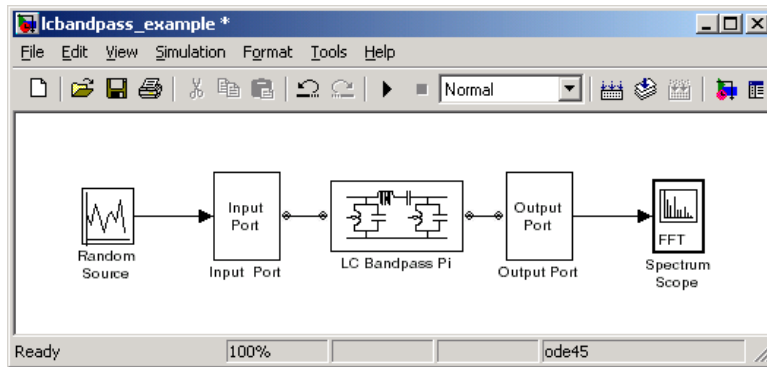 lcbandpass_example *
File Edit View Simulation Format Tools Help
Normal
Input
Port
Output
Port
FFT
Random
Source
Input Port
LC Bandpass Pi
Output Port
Spectrum
Scope
Ready 100% ode45